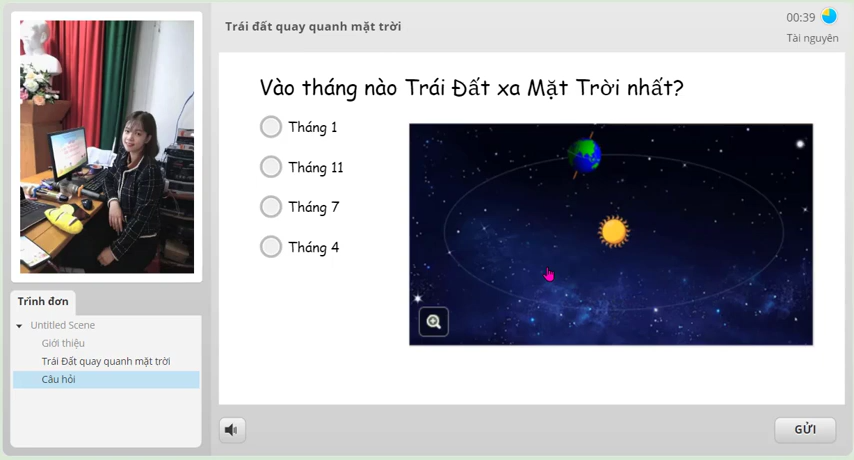 Trái đất quay quanh mặt trời
00:39
Tài nguyên
Vào tháng nào Trái Đất xa Mặt Trời nhất?
Tháng 1
Tháng 11
Tháng 7
Tháng 4
Trình đơn
Untitled Scene
Giới thiệu
Trái Đất quay quanh mặt trời
Câu hỏi
GỬI